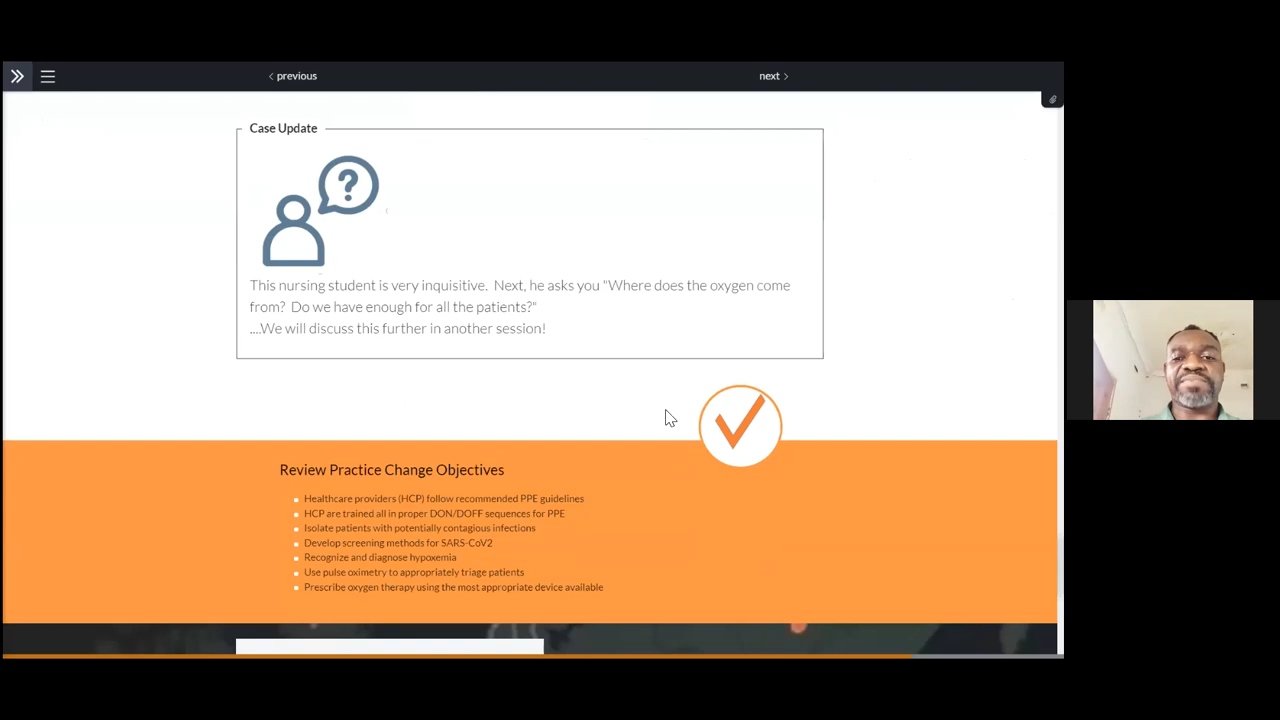 previous
next
Case Update
?
This nursing student is very inquisitive. Next, he asks you "Where does the oxygen come
from? Do we have enough for all the patients?"
....We will discuss this further in another session!
Review Practice Change Objectives
Healthcare providers (HCP) follow recommended PPE guidelines
HCP are trained all in proper DON/DOFF sequences for PPE
Isolate patients with potentially contagious infections
Develop screening methods for SARS-CoV2
Recognize and diagnose hypoxemia
Use pulse oximetry to appropriately triage patients
Prescribe oxygen therapy using the most appropriate device available